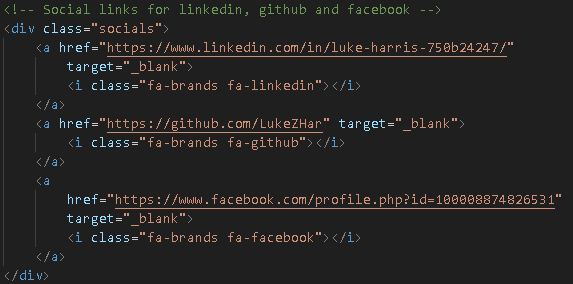 <!-- Social links for linkedin, github and facebook -->
<div class="socials">
<a href="https://www.linkedin.com/in/luke-harris-750b24247/"
target="_blank">
<i class="fa-brands fa-linkedin"></i>
</a>
<a href="https://github.com/LukeZHar" target="_blank">
<i class="fa-brands fa-github"></i>
</a>
<a
href="https://www.facebook.com/profile.php?id=100008874826531"
target="_blank">
<i class="fa-brands fa-facebook"></i>
</a>
</div>